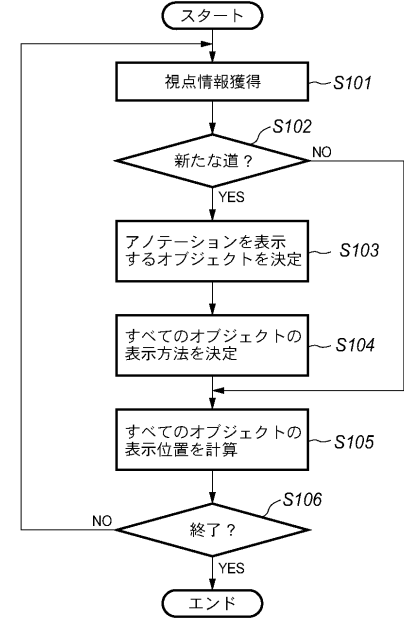 スタート
視点情報獲得
S101
S102
新たな道？
NO
YES
アノテーションを表示
するオブジェクトを決定
S103
すべてのオブジェクトの
表示方法を決定
S104
すべてのオブジェクトの
表示位置を計算
S105
S106
NO
終了？
YES
エンド